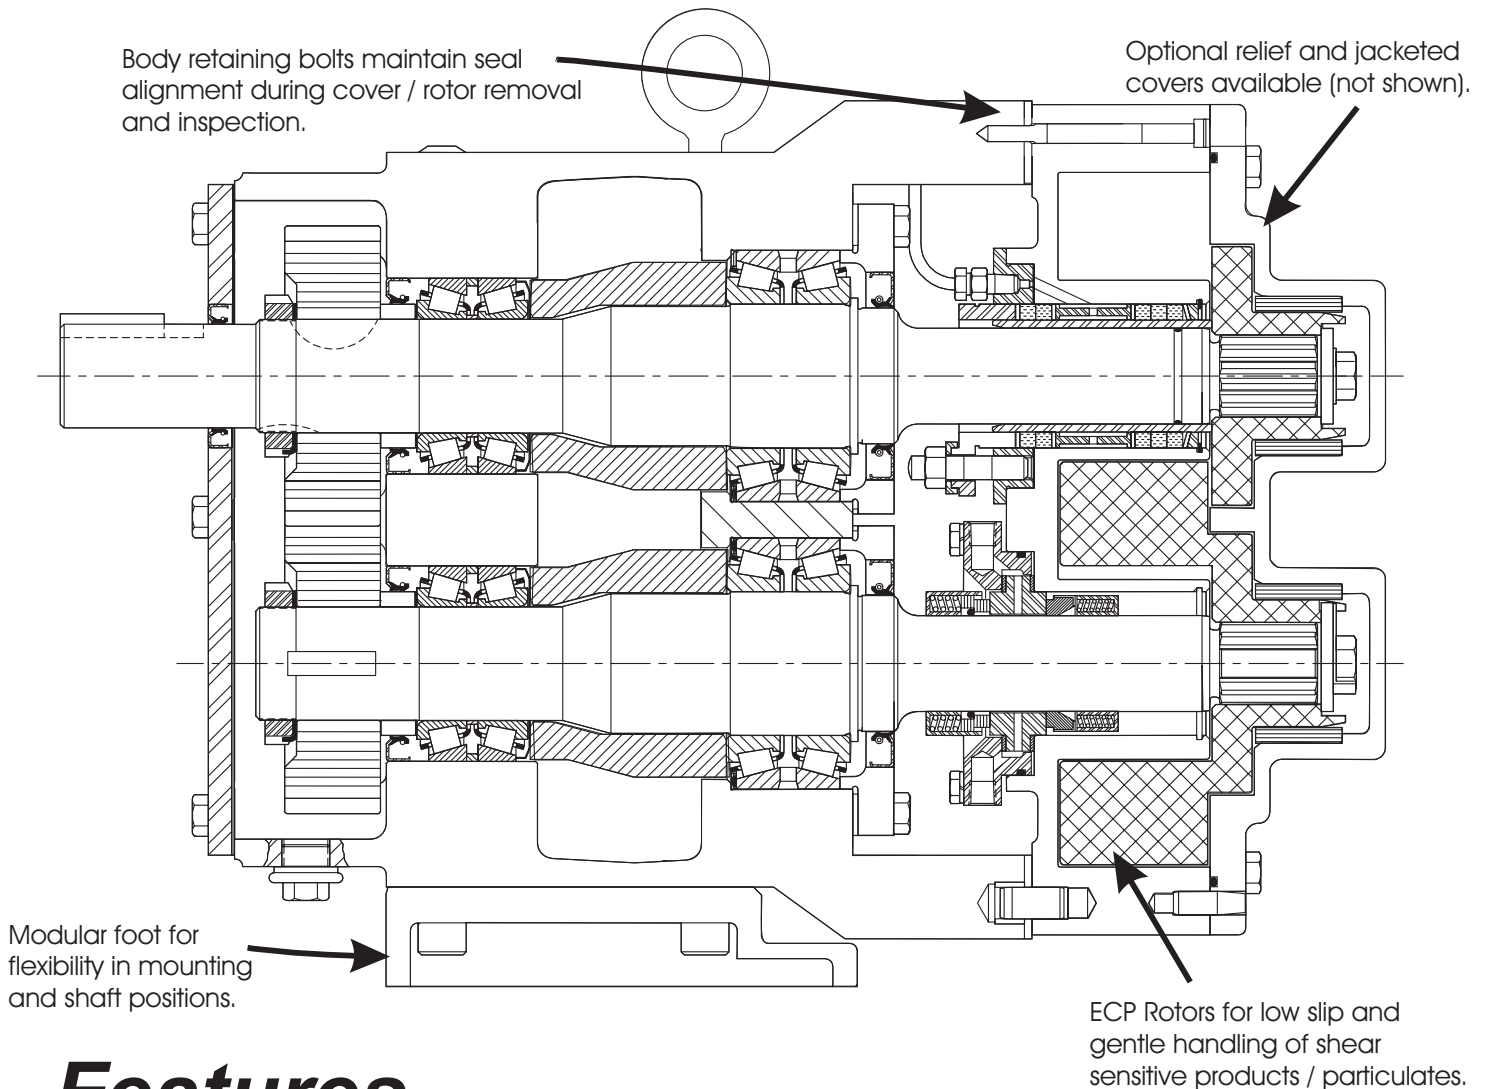 Body retaining bolts maintain seal
alignment during cover / rotor removal
and inspection.
Optional relief and jacketed
covers available (not shown).
Modular foot for
flexibility in mounting
and shaft positions.
ECP Rotors for low slip and
gentle handling of shear
sensitive products / particulates.
Features